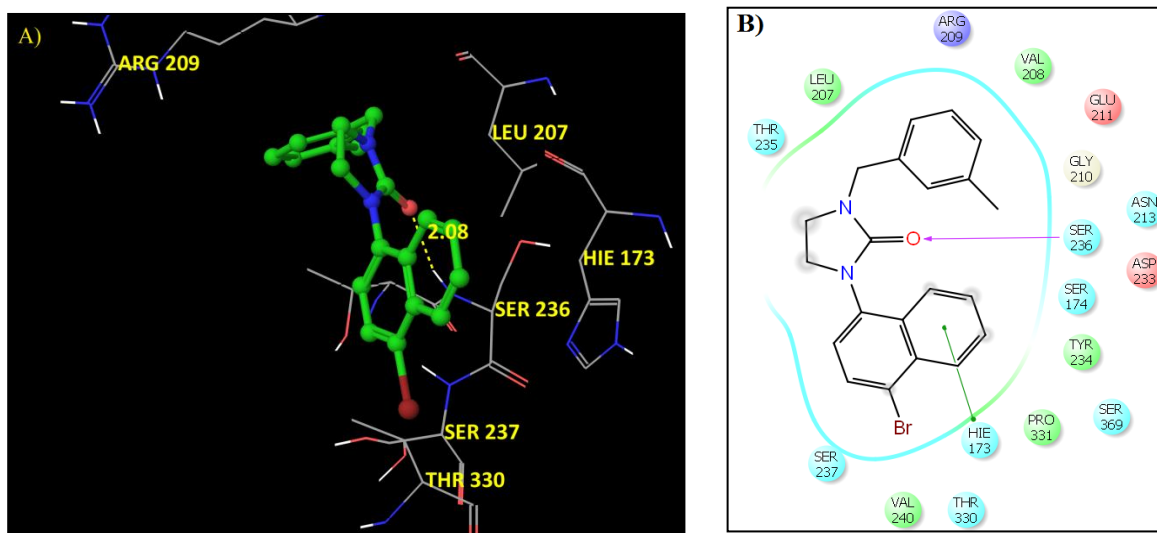 A)
ARG 209
LEU 207
2.08
HIE 173
SER 236
SER 237
THR 330
B)
ARG
209
VAL
208
LEU
207
GLU
211
THR
235
GLY
210
ASN
213
N
O
SER
236
ASP
233
N
SER
174
TYR
234
SER
369
PRO
331
Br
HIE
173
SER
237
VAL
240
THR
330